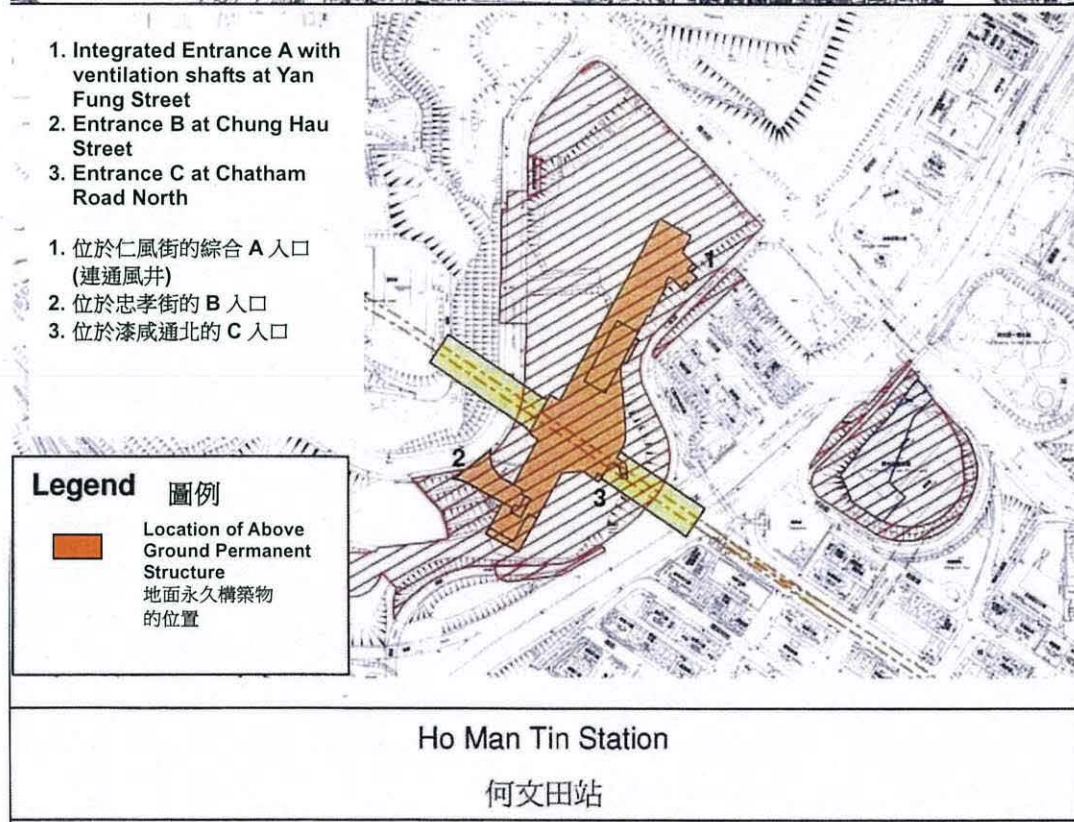 1. Integrated Entrance A with
ventilation shafts at Yan
Fung Street
2. Entrance B at Chung Hau
Street
3. Entrance C at Chatham
Road North
1. 位於仁風街的綜合 A 入口
(連通風井)
2. 位於忠孝街的 B 入口
3. 位於漆咸通北的 C 入口
1
2
3
Legend 圖例
Location of Above
Ground Permanent
Structure
地面永久構築物
的位置
Ho Man Tin Station
何文田站